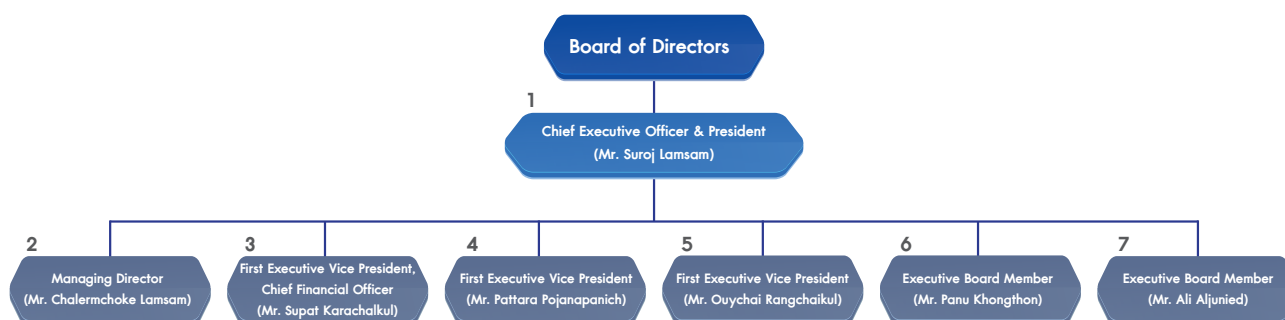 Board of Directors
1
Chief Executive Officer & President
(Mr. Suroj Lamsam)
2
Managing Director
(Mr. Chalermchoke Lamsam)
3
First Executive Vice President,
Chief Financial Officer
(Mr. Supat Karachalkul)
4
First Executive Vice President
(Mr. Pattara Pojanapanich)
5
First Executive Vice President
(Mr. Ouychai Rangchaikul)
6
Executive Board Member
(Mr. Panu Khongthon)
7
Executive Board Member
(Mr. Ali Aljunied)